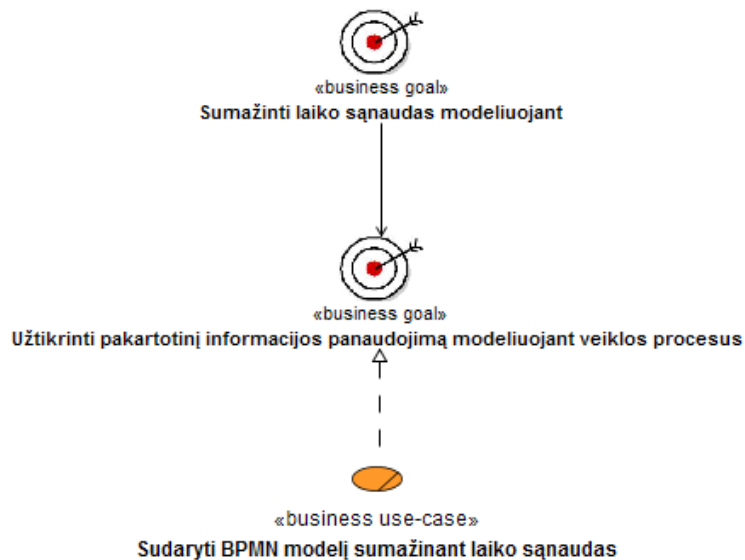 «business goal»
Sumažinti laiko sąnaudas modeliuojant
«business goal»
Užtikrinti pakartotinį informacijos panaudojimą modeliuojant veiklos procesus
«business use-case»
Sudaryti BPMN modelį sumažinant laiko sąnaudas